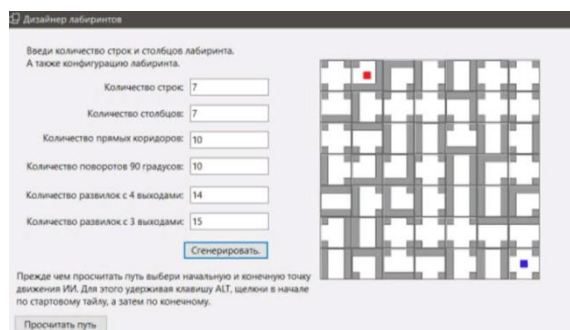 Дизайнер лабиринтов
Введи количество строк и столбцов лабиринта.
А также конфигурацию лабиринта.
Количество строк: 7
Количество столбцов: 7
Количество прямых коридоров: 10
Количество поворотов 90 градусов: 10
Количество развилок с 4 выходами: 14
Количество развилок с 3 выходами: 15
Сгенерировать.
Прежде чем просчитать путь выбери начальную и конечную точку
движения ИИ. Для этого удерживая клавишу ALT, щелкни в начале
по стартовому тайлу, а затем по конечному.
Просчитать путь